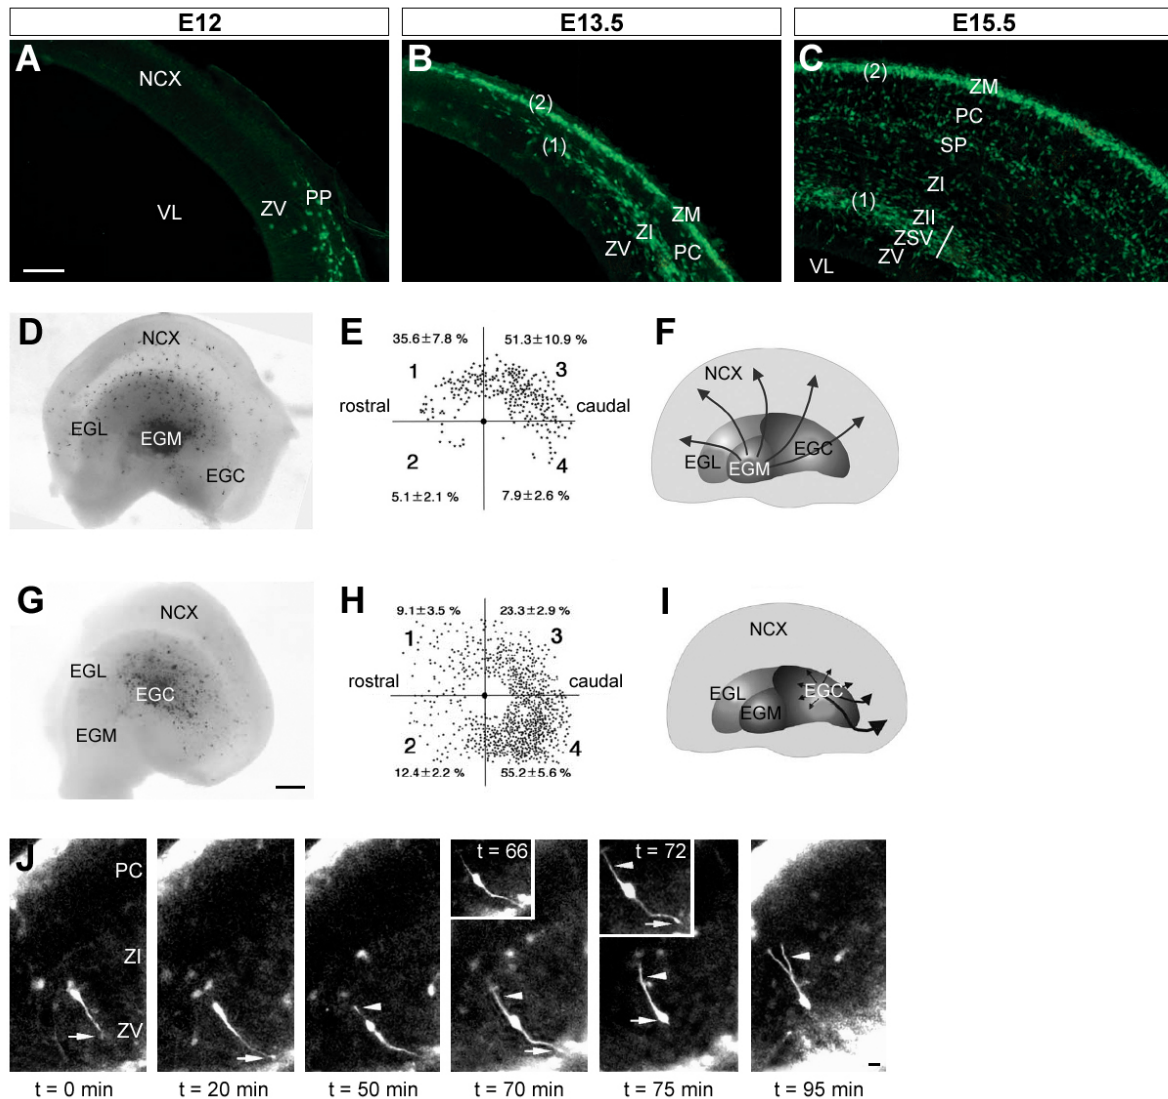 E12 E13.5 E15.5
A B C
NCX (2) (2) ZM
(1) PC
SP
PP ZI
VL ZV ZM (1) ZII
ZI ZSV
ZV PC ZV
VL
D E F
NCX 35.6±7.8 % 51.3±10.9 %
1 3 NCX
rostral caudal
EGL EGM EGC
2 4 EGL EGM EGC
5.1±2.1 % 7.9±2.6 %
G H I
NCX 9.1±3.5 % 23.3±2.9 %
1 3 NCX
EGL rostral caudal
EGC EGL EGC
EGM 2 4 EGM
12.4±2.2 % 55.2±5.6 %
J
PC t = 66 t = 72
ZI
ZV
t = 0 min t = 20 min t = 50 min t = 70 min t = 75 min t = 95 min